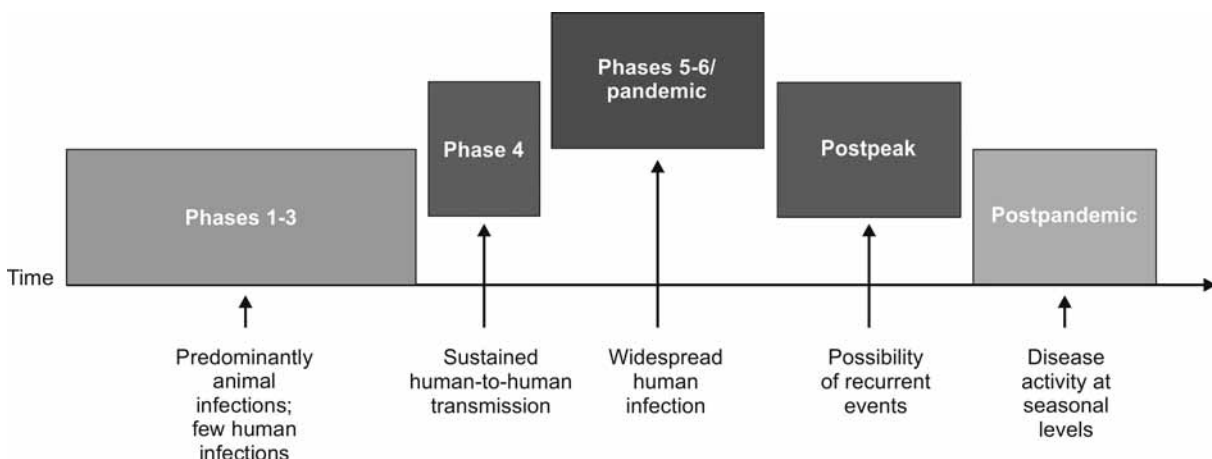 Phases 5-6/
pandemic
Phase 4
Postpeak
Phases 1-3
Postpandemic
Time
Predominantly
animal
infections;
few human
infections
Sustained
human-to-human
transmission
Widespread
human
infection
Possibility
of recurrent
events
Disease
activity at
seasonal
levels